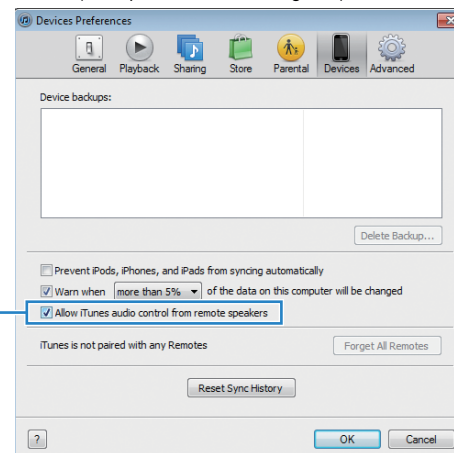 Devices Preferences
General Playback Sharing Store Parental Devices Advanced
Device backups:
Delete Backup...
Prevent iPods, iPhones, and iPads from syncing automatically
Warn when more than 5% of the data on this computer will be changed
Allow iTunes audio control from remote speakers
iTunes is not paired with any Remotes Forget All Remotes
Reset Sync History
? OK Cancel